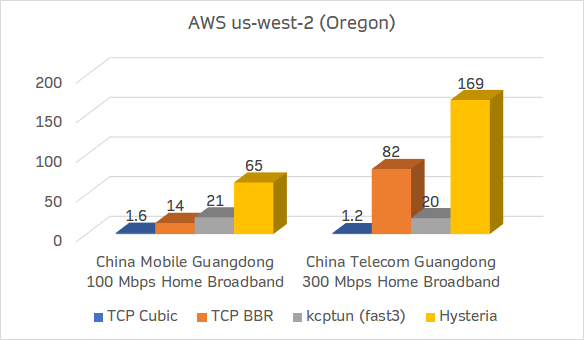 AWS us-west-2 (Oregon)
200
150
100
50
0
1.6
14
21
65
1.2
82
20
169
China Mobile Guangdong
100 Mbps Home Broadband
China Telecom Guangdong
300 Mbps Home Broadband
TCP Cubic TCP BBR kcptun (fast3) Hysteria